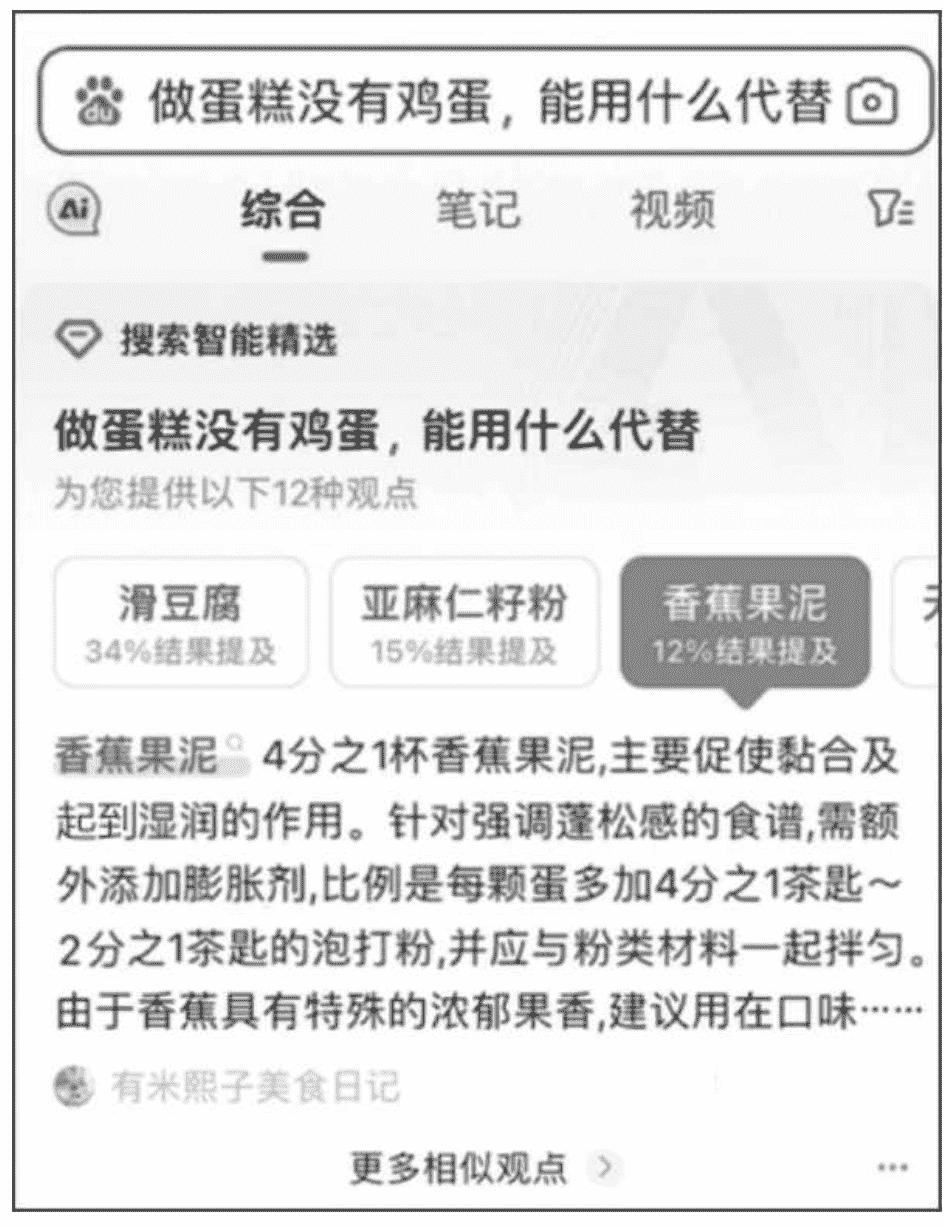 做蛋糕没有鸡蛋，能用什么代替
Ai 综合 笔记 视频
搜索智能精选
做蛋糕没有鸡蛋，能用什么代替
为您提供以下12种观点
滑豆腐 亚麻仁籽粉 香蕉果泥
34%结果提及 15%结果提及 12%结果提及
香蕉果泥 4分之1杯香蕉果泥,主要促使黏合及
起到湿润的作用。针对强调蓬松感的食谱,需额
外添加膨胀剂,比例是每颗蛋多加4分之1茶匙～
2分之1茶匙的泡打粉,并应与粉类材料一起拌匀。
由于香蕉具有特殊的浓郁果香,建议用在口味……
有米熙子美食日记
更多相似观点